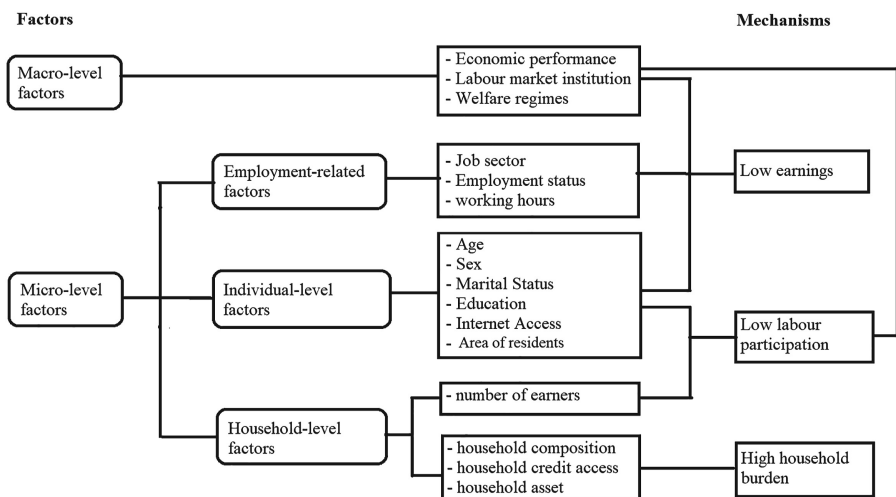 Factors
Mechanisms
Macro-level
factors
- Economic performance
- Labour market institution
- Welfare regimes
Employment-related
factors
- Job sector
- Employment status
- working hours
Low earnings
Micro-level
factors
Individual-level
factors
- Age
- Sex
- Marital Status
- Education
- Internet Access
- Area of residents
Low labour
participation
Household-level
factors
- number of earners
- household composition
- household credit access
- household asset
High household
burden